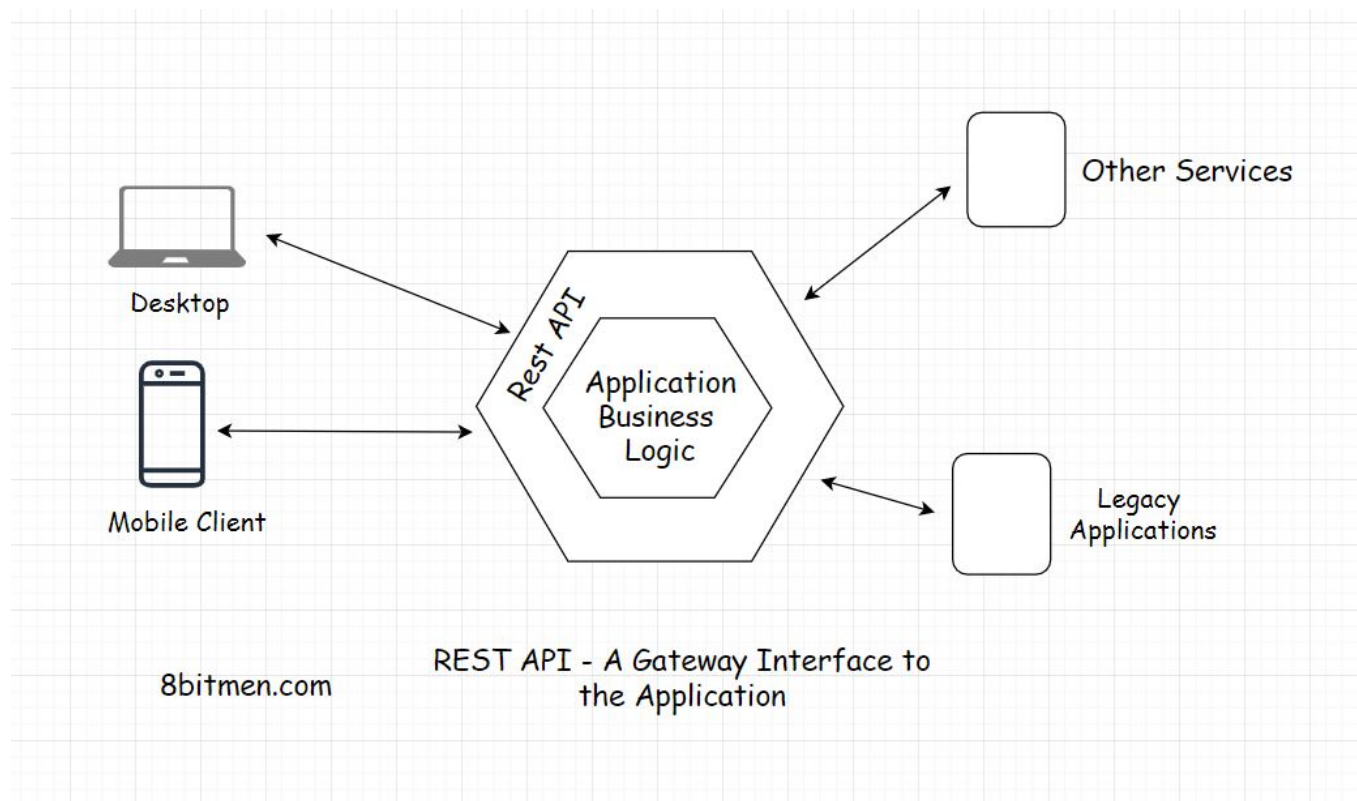 Other Services
Desktop
Rest API
Application
Business
Logic
Mobile Client
Legacy
Applications
REST API - A Gateway Interface to
the Application
8bitmen.com